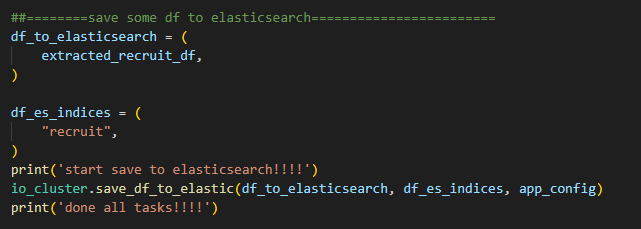 ##========save some df to elasticsearch========================
df_to_elasticsearch = (
    extracted_recruit_df,
)
df_es_indices = (
    "recruit",
)
print('start save to elasticsearch!!!!')
io_cluster.save_df_to_elastic(df_to_elasticsearch, df_es_indices, app_config)
print('done all tasks!!!!')